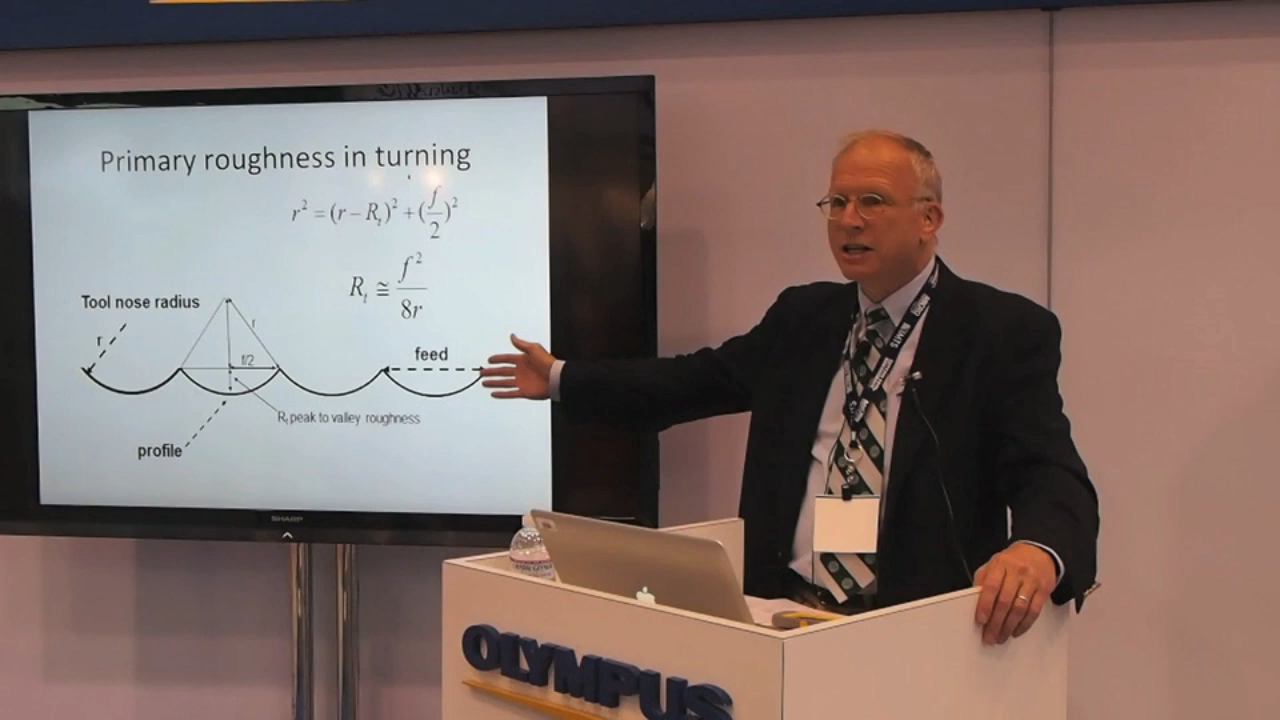 Primary roughness in turning
r² = (r – Rₜ)² + (f/2)²
Rₜ ≅ f²/8r
Tool nose radius
r
r
f/2
feed
Rₜ peak to valley roughness
profile
SHARP
IMTS
OLYMPUS